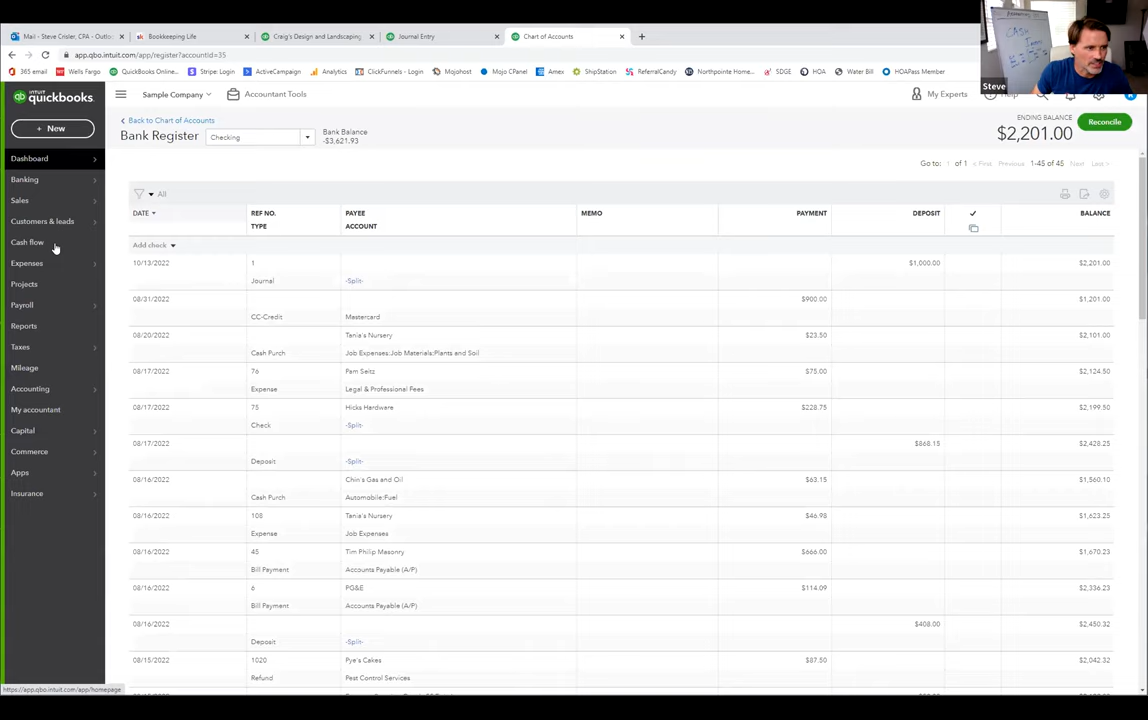 Mail - Steve Crisler, CPA - Outlo
Bookkeeping Life
Craig's Design and Landscaping
Journal Entry
Chart of Accounts
app.qbo.intuit.com/app/register?accountid=35
365 email
Wells Fargo
QuickBooks Online...
Stripe: Login
ActiveCampaign
Analytics
ClickFunnels - Login
Mojohost
Mojo CPanel
Amex
ShipStation
ReferralCandy
Northpointe Home...
SDGE
HOA
Water Bill
HOAPass Member
CASH
Steve
INTUIT
quickbooks.
Sample Company
Accountant Tools
My Experts
Help
+ New
Back to Chart of Accounts
Bank Register
Checking
Bank Balance
-$3,621.93
ENDING BALANCE
$2,201.00
Reconcile
Dashboard
Banking
Sales
Customers & leads
Cash flow
Expenses
Projects
Payroll
Reports
Taxes
Mileage
Accounting
My accountant
Capital
Commerce
Apps
Insurance
Go to: 1 of 1 < First Previous 1-45 of 45 Next Last >
All
DATE REF NO. PAYEE MEMO PAYMENT DEPOSIT ✓ BALANCE
TYPE ACCOUNT
Add check
10/13/2022 1 $1,000.00 $2,201.00
Journal -Split-
08/31/2022 $900.00 $1,201.00
CC-Credit Mastercard
08/20/2022 Tania's Nursery $23.50 $2,101.00
Cash Purch Job Expenses:Job Materials:Plants and Soil
08/17/2022 76 Pam Seitz $75.00 $2,124.50
Expense Legal & Professional Fees
08/17/2022 75 Hicks Hardware $228.75 $2,199.50
Check -Split-
08/17/2022 $868.15 $2,428.25
Deposit -Split-
08/16/2022 Chin's Gas and Oil $63.15 $1,560.10
Cash Purch Automobile:Fuel
08/16/2022 108 Tania's Nursery $46.98 $1,623.25
Expense Job Expenses
08/16/2022 45 Tim Philip Masonry $666.00 $1,670.23
Bill Payment Accounts Payable (A/P)
08/16/2022 6 PG&E $114.09 $2,336.23
Bill Payment Accounts Payable (A/P)
08/16/2022 $408.00 $2,450.32
Deposit -Split-
08/15/2022 1020 Pye's Cakes $87.50 $2,042.32
Refund Pest Control Services
https://app.qbo.intuit.com/app/homepage